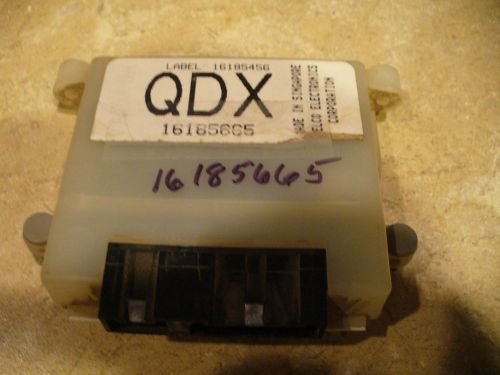 LABEL 16185456
QDX
16185665
MADE IN SINGAPORE
DELCO ELECTRONICS
CORPORATION
16185665